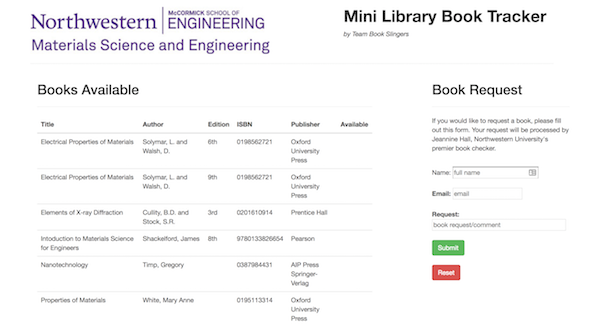 Northwestern | McCORMICK SCHOOL OF ENGINEERING
Materials Science and Engineering
Mini Library Book Tracker
by Team Book Slingers
Books Available
Title Author Edition ISBN Publisher Available
Electrical Properties of Materials Solymar, L. and Walsh, D. 6th 0198562721 Oxford University Press
Electrical Properties of Materials Solymar, L. and Walsh, D. 9th 0198562721 Oxford University Press
Elements of X-ray Diffraction Cullity, B.D. and Stock, S.R. 3rd 0201610914 Prentice Hall
Intoduction to Materials Science for Engineers Shackelford, James 8th 9780133826654 Pearson
Nanotechnology Timp, Gregory 0387984431 AIP Press Springer-Verlag
Properties of Materials White, Mary Anne 0195113314 Oxford University Press
Book Request
If you would like to request a book, please fill
out this form. Your request will be processed by
Jeannine Hall, Northwestern University's
premier book checker.
Name: full name
Email: email
Request:
book request/comment
Submit
Reset